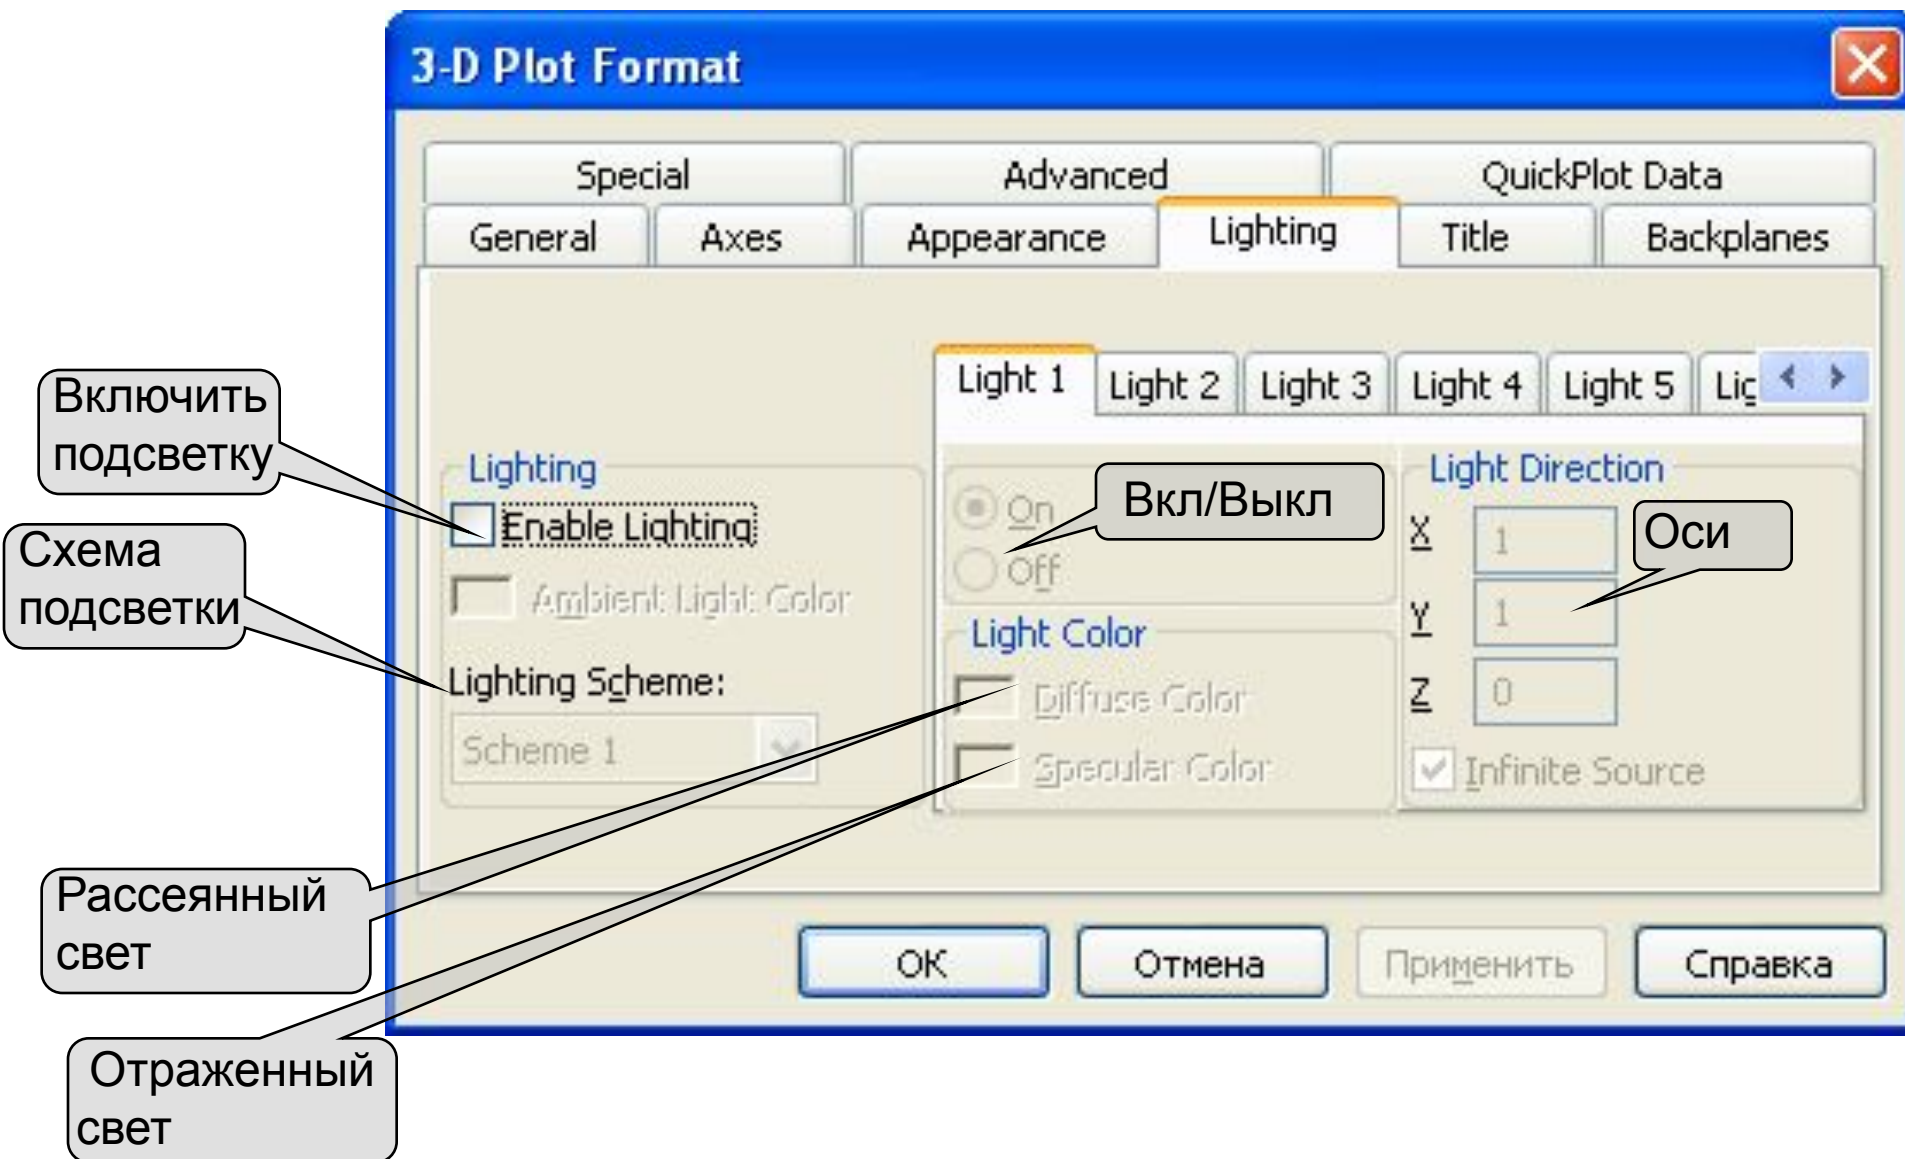 3-D Plot Format
Special Advanced QuickPlot Data
General Axes Appearance Lighting Title Backplanes
Light 1 Light 2 Light 3 Light 4 Light 5 Lig
Включить
подсветку
Lighting
Enable Lighting
Ambient Light Color
Схема
подсветки
Lighting Scheme:
Scheme 1
On
Off
Вкл/Выкл
Light Color
Diffuse Color
Specular Color
Light Direction
X 1
Оси
Y 1
Z 0
Infinite Source
Рассеянный
свет
Отраженный
свет
ОК Отмена Применить Справка